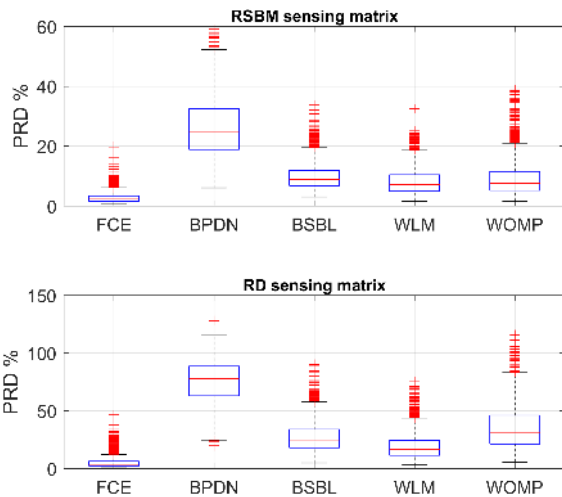 RSBM sensing matrix
60
40
20
0
PRD %
FCE BPDN BSBL WLM WOMP
RD sensing matrix
150
100
50
0
PRD %
FCE BPDN BSBL WLM WOMP